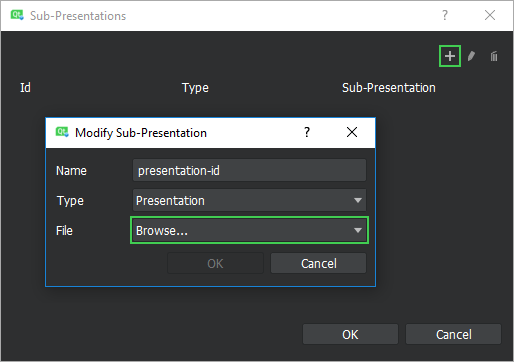 Sub-Presentations
Id Type Sub-Presentation
Modify Sub-Presentation
Name presentation-id
Type Presentation
File Browse...
OK Cancel
OK Cancel